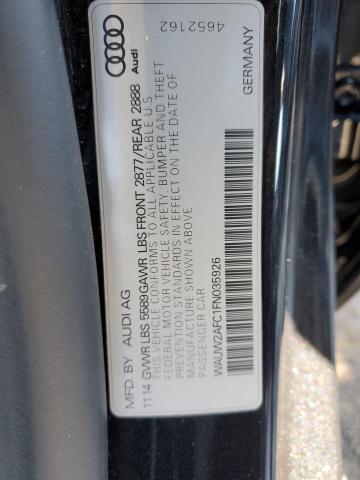 MFD. BY AUDI AG
11 14 GVWR LBS 5589 GAWR LBS FRONT 2877/REAR 2888
THIS VEHICLE CONFORMS TO ALL APPLICABLE U S
FEDERAL MOTOR VEHICLE SAFETY, BUMPER AND THEFT
PREVENTION STANDARDS IN EFFECT ON THE DATE OF
MANUFACTURE SHOWN ABOVE
PASSENGER CAR
WAUW2AFC1FN035926
GERMANY
Audi
4652162